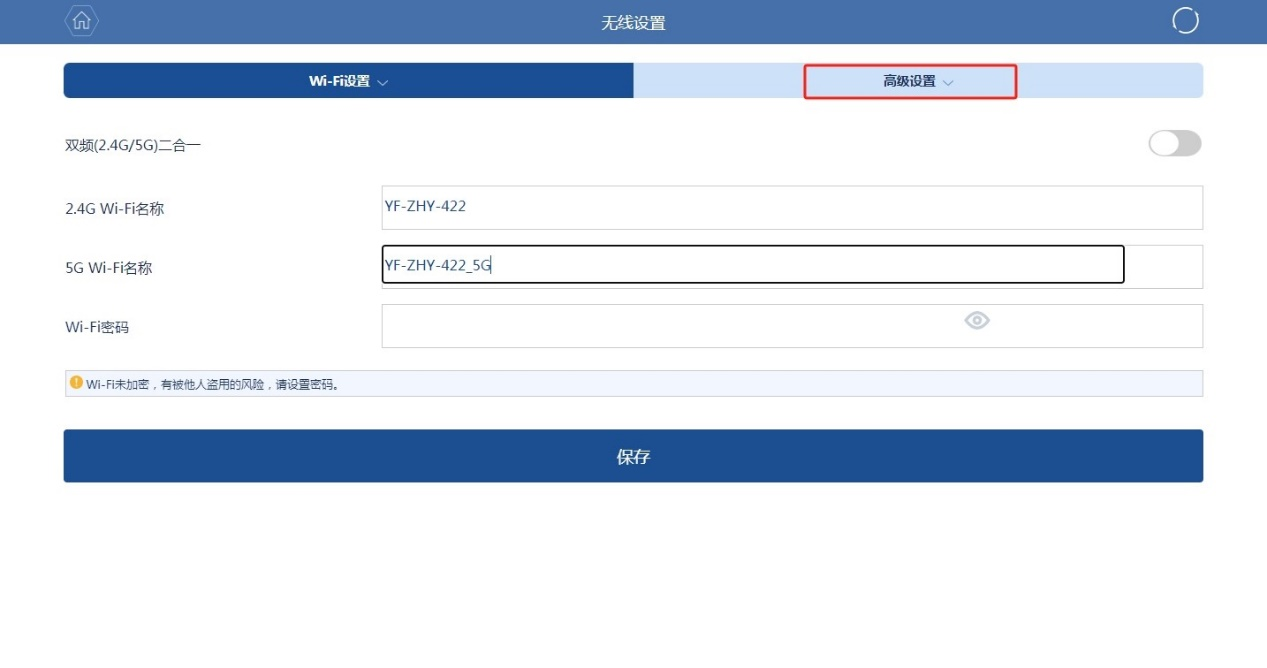 无线设置
Wi-Fi设置 高级设置
双频(2.4G/5G)二合一
2.4G Wi-Fi名称 YF-ZHY-422
5G Wi-Fi名称 YF-ZHY-422_5G
Wi-Fi密码
Wi-Fi未加密，有被他人盗用的风险，请设置密码。
保存